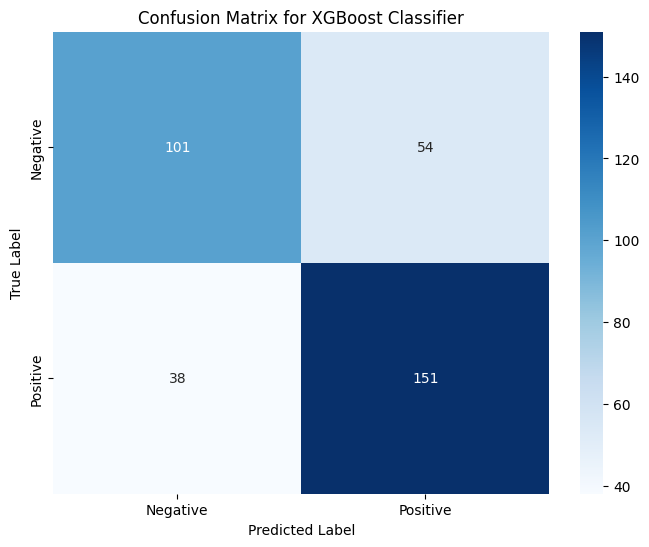 Confusion Matrix for XGBoost Classifier
True Label
Negative
Positive
101
54
38
151
Negative
Positive
Predicted Label
140
120
100
80
60
40